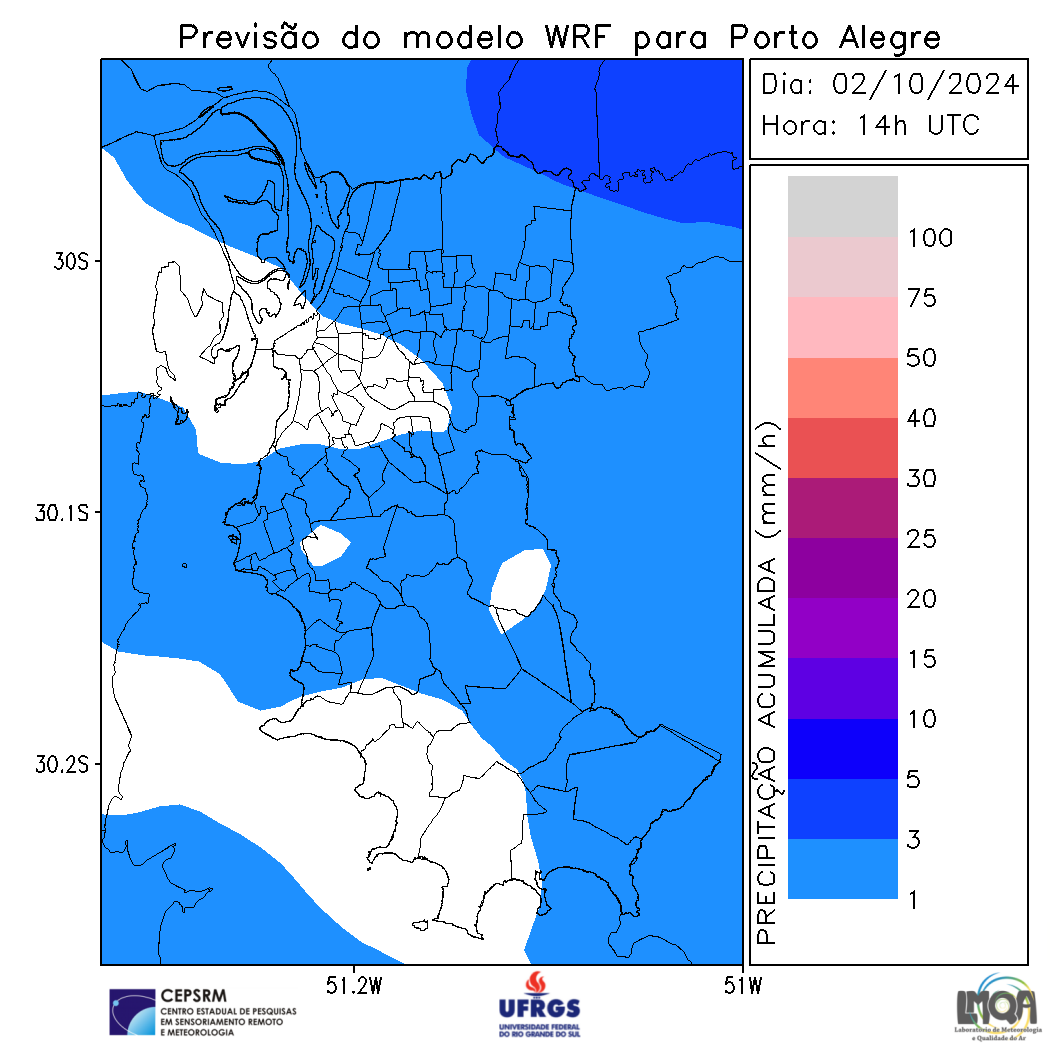 Previsão do modelo WRF para Porto Alegre
Dia: 02/10/2024
Hora: 14h UTC
30S
30.1S
30.2S
51.2W
51W
PRECIPITAÇÃO ACUMULADA (mm/h)
100
75
50
40
30
25
20
15
10
5
3
1
CEPSRM
CENTRO ESTADUAL DE PESQUISAS
EM SENSORIAMENTO REMOTO
E METEOROLOGIA
UFRGS
UNIVERSIDADE FEDERAL
DO RIO GRANDE DO SUL
LMQA
Laboratório de Meteorologia
e Qualidade do Ar